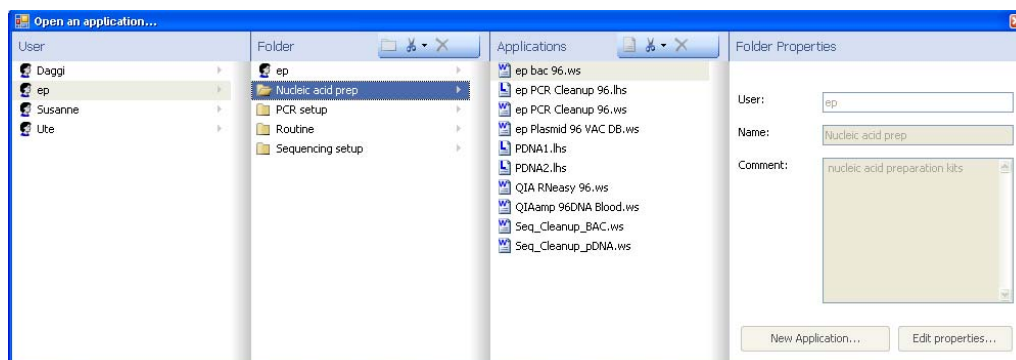 Open an application...
User
Daggi
ep
Susanne
Ute
Folder
ep
Nucleic acid prep
PCR setup
Routine
Sequencing setup
Applications
ep bac 96.ws
ep PCR Cleanup 96.lhs
ep PCR Cleanup 96.ws
ep Plasmid 96 VAC DB.ws
PDNA1.lhs
PDNA2.lhs
QIA RNeasy 96.ws
QIAamp 96DNA Blood.ws
Seq_Cleanup_BAC.ws
Seq_Cleanup_pDNA.ws
Folder Properties
User: ep
Name: Nucleic acid prep
Comment: nucleic acid preparation kits
New Application... Edit properties...